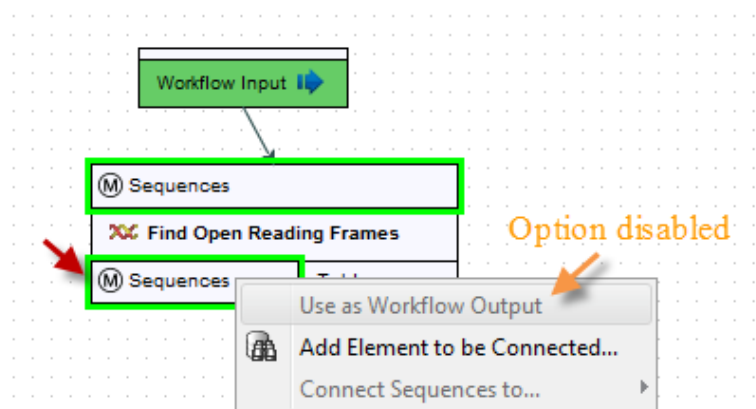 Workflow Input
M Sequences
Find Open Reading Frames
Option disabled
M Sequences
Use as Workflow Output
Add Element to be Connected...
Connect Sequences to...